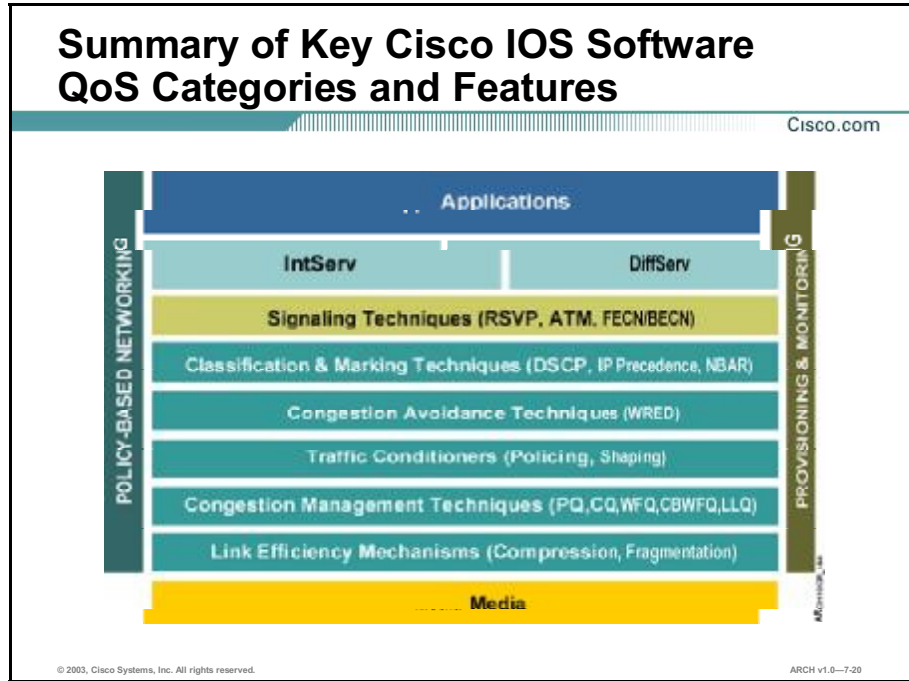 Summary of Key Cisco IOS Software
QoS Categories and Features
Cisco.com
POLICY-BASED NETWORKING
Applications
PROVISIONING & MONITORING
IntServ
DiffServ
Signaling Techniques (RSVP, ATM, FECN/BECN)
Classification & Marking Techniques (DSCP, IP Precedence, NBAR)
Congestion Avoidance Techniques (WRED)
Traffic Conditioners (Policing, Shaping)
Congestion Management Techniques (PQ,CQ,WFQ,CBWFQ,LLQ)
Link Efficiency Mechanisms (Compression, Fragmentation)
Media
© 2003, Cisco Systems, Inc. All rights reserved.
ARCH v1.0—7-20